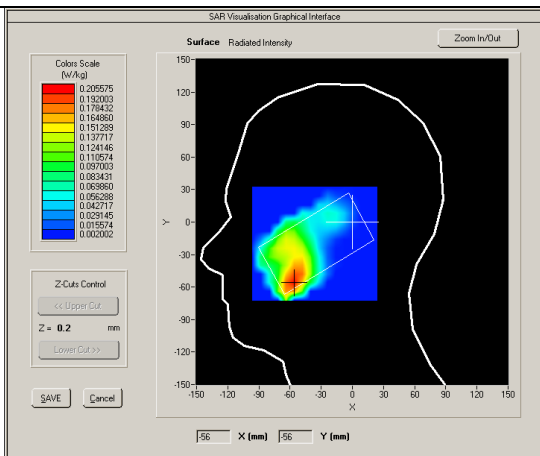 SAR Visualisation Graphical Interface
Surface Radiated Intensity
Zoom In/Out
Colors Scale
(W/kg)
0.205575
0.192003
0.178432
0.164860
0.151289
0.137717
0.124146
0.110574
0.097003
0.083431
0.069860
0.056288
0.042717
0.029145
0.015574
0.002002
Z-Cuts Control
<< Upper Cut
Z = 0.2 mm
Lower Cut >>
SAVE
Cancel
150
120
90
60
30
0
-30
-60
-90
-120
-150
Y
-150 -120 -90 -60 -30 0 30 60 90 120 150
X
-56 X (mm) -56 Y (mm)